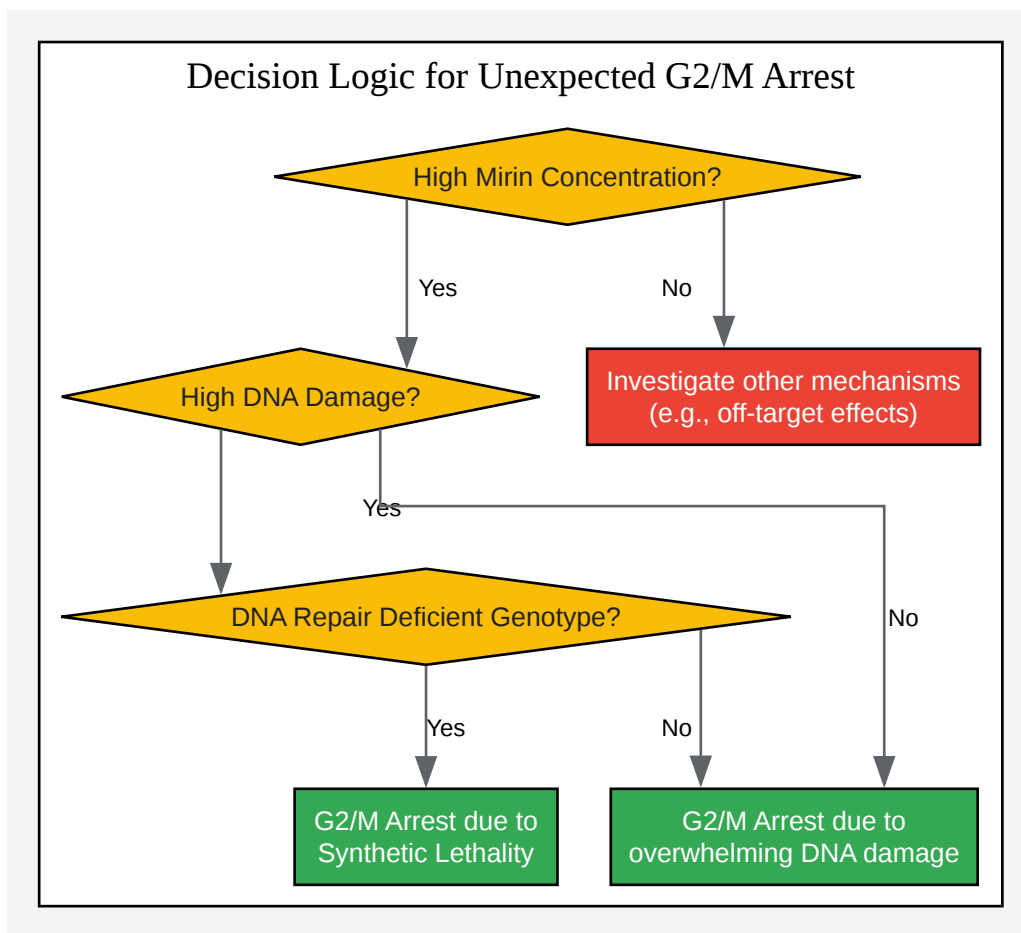 Decision Logic for Unexpected G2/M Arrest
High Mirin Concentration?
Yes
No
High DNA Damage?
Investigate other mechanisms
(e.g., off-target effects)
Yes
DNA Repair Deficient Genotype?
No
Yes
No
G2/M Arrest due to
Synthetic Lethality
G2/M Arrest due to
overwhelming DNA damage